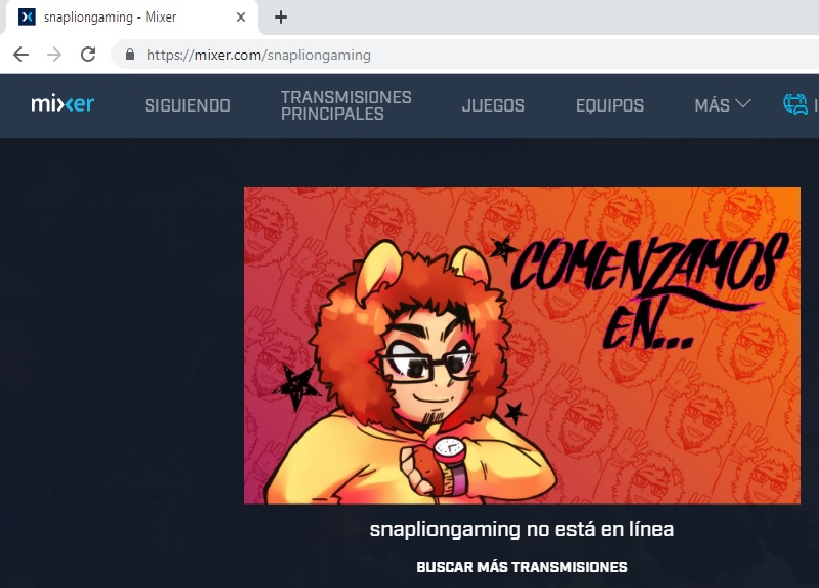 snapliongaming - Mixer
https://mixer.com/snapliongaming
mixer
SIGUIENDO
TRANSMISIONES
PRINCIPALES
JUEGOS
EQUIPOS
MÁS
COMENZAMOS
EN...
snapliongaming no está en línea
BUSCAR MÁS TRANSMISIONES